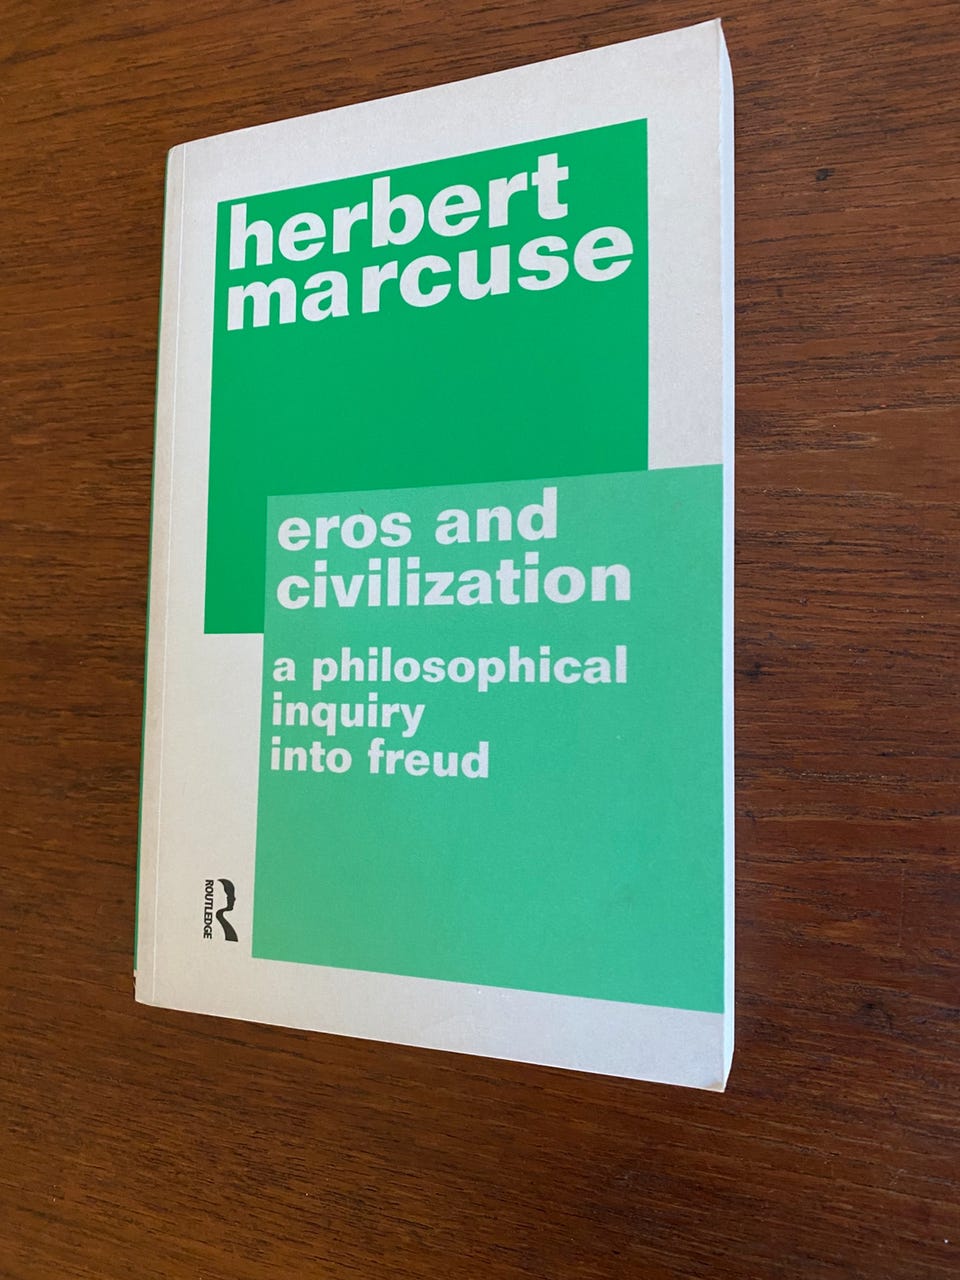 herbert
marcuse
eros and
civilization
a philosophical
inquiry
into freud
ROUTLEDGE